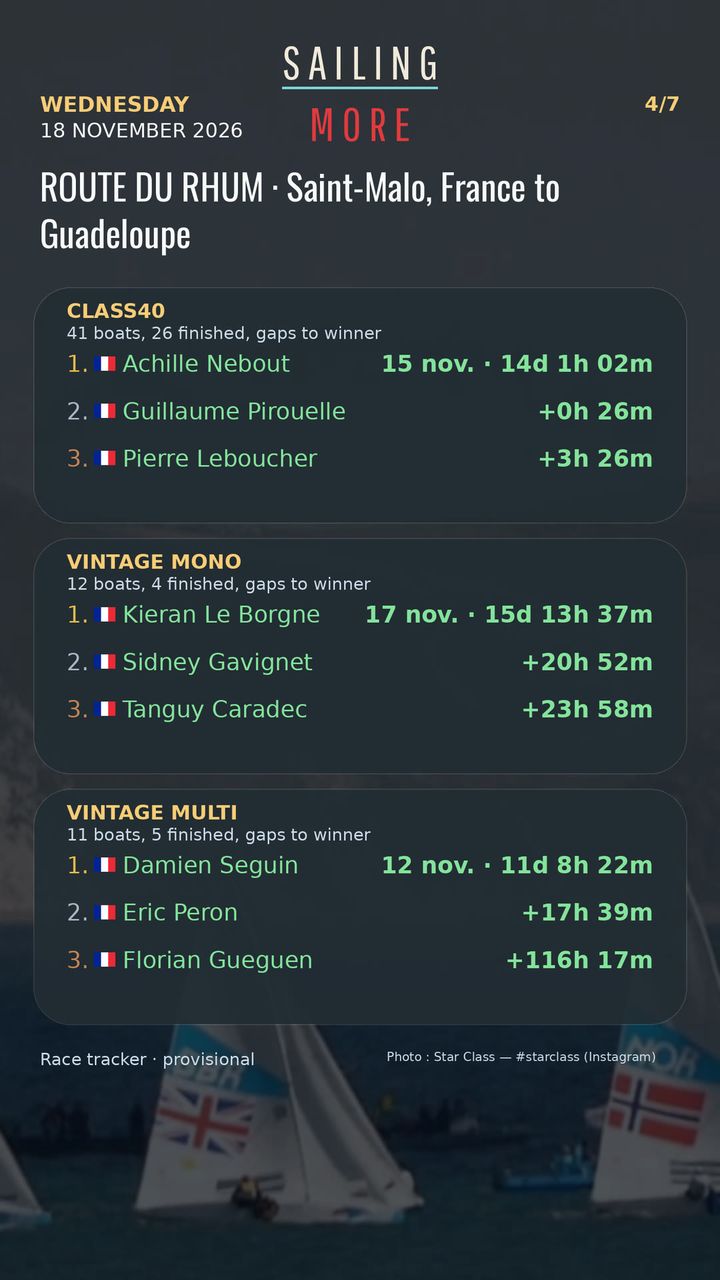 SAILING
MORE
WEDNESDAY
18 NOVEMBER 2026
4/7
ROUTE DU RHUM · Saint-Malo, France to
Guadeloupe
CLASS40
41 boats, 26 finished, gaps to winner
1. Achille Nebout 15 nov. · 14d 1h 02m
2. Guillaume Pirouelle +0h 26m
3. Pierre Leboucher +3h 26m
VINTAGE MONO
12 boats, 4 finished, gaps to winner
1. Kieran Le Borgne 17 nov. · 15d 13h 37m
2. Sidney Gavignet +20h 52m
3. Tanguy Caradec +23h 58m
VINTAGE MULTI
11 boats, 5 finished, gaps to winner
1. Damien Seguin 12 nov. · 11d 8h 22m
2. Eric Peron +17h 39m
3. Florian Gueguen +116h 17m
Race tracker · provisional
Photo : Star Class — #starclass (Instagram)
NOR